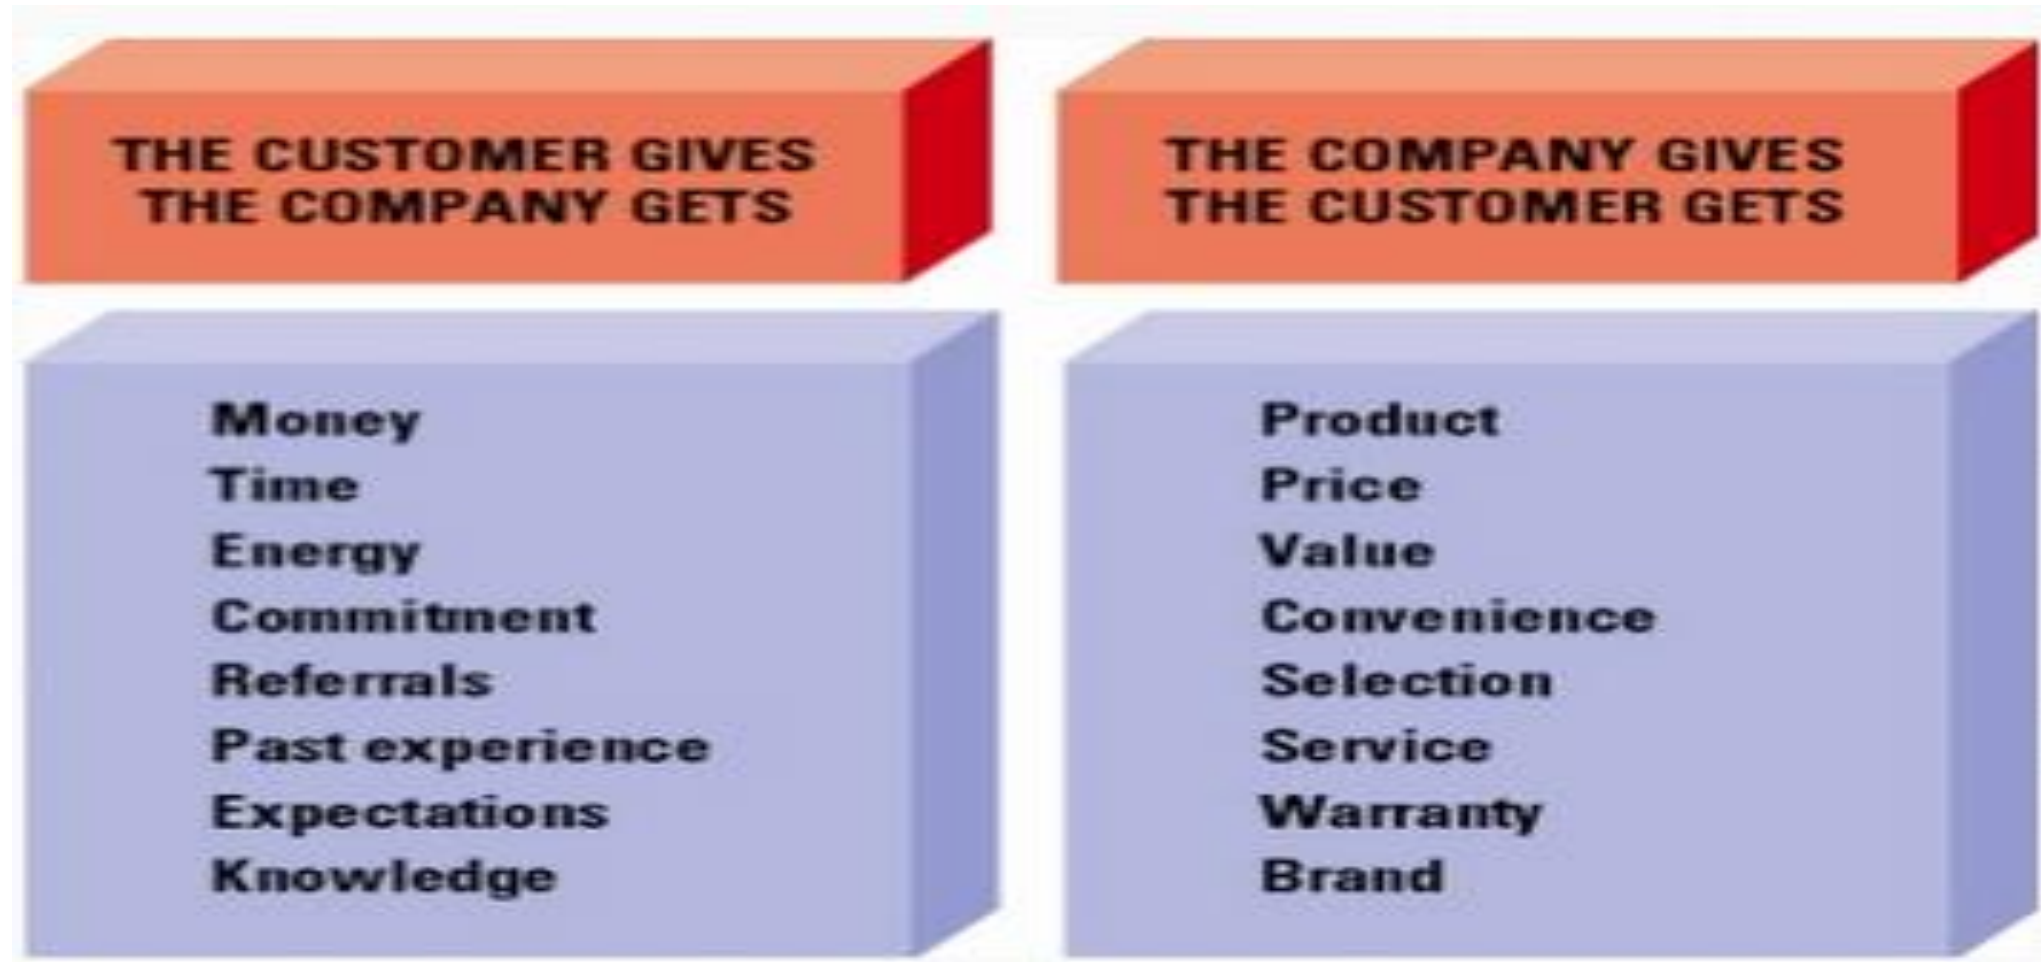 THE CUSTOMER GIVES
THE COMPANY GETS
Money
Time
Energy
Commitment
Referrals
Past experience
Expectations
Knowledge
THE COMPANY GIVES
THE CUSTOMER GETS
Product
Price
Value
Convenience
Selection
Service
Warranty
Brand